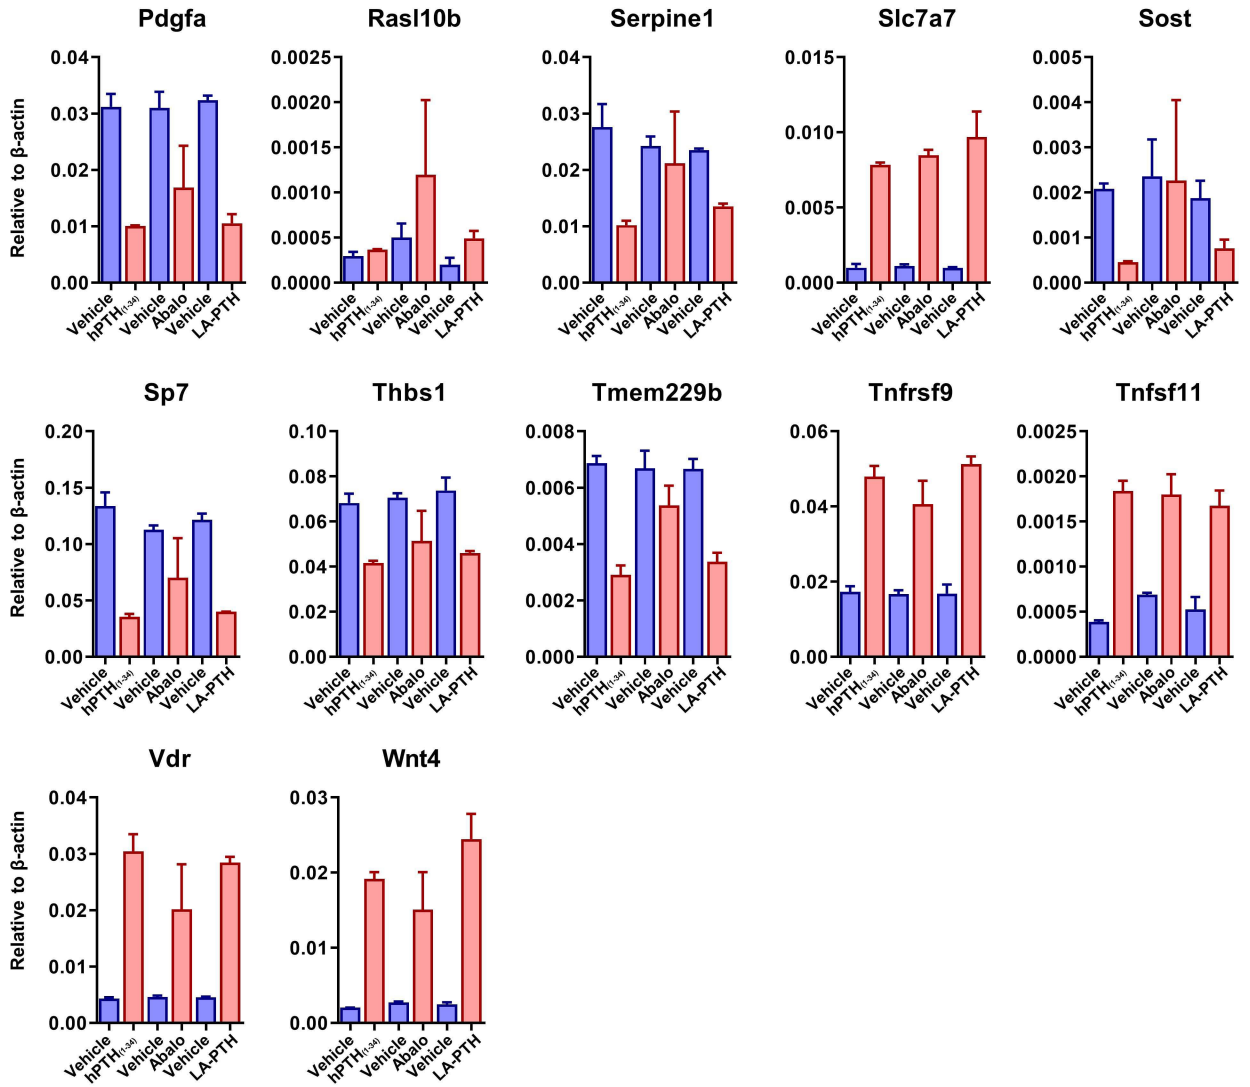 Pdgfa Rasl10b Serpine1 Slc7a7 Sost
Relative to β-actin
0.04
0.03
0.02
0.01
0.00
Vehicle
hPTH(1-34)
Vehicle
Abalo
Vehicle
LA-PTH
0.0025
0.0020
0.0015
0.0010
0.0005
0.0000
Vehicle
hPTH(1-34)
Vehicle
Abalo
Vehicle
LA-PTH
0.04
0.03
0.02
0.01
0.00
Vehicle
hPTH(1-34)
Vehicle
Abalo
Vehicle
LA-PTH
0.015
0.010
0.005
0.000
Vehicle
hPTH(1-34)
Vehicle
Abalo
Vehicle
LA-PTH
0.005
0.004
0.003
0.002
0.001
0.000
Vehicle
hPTH(1-34)
Vehicle
Abalo
Vehicle
LA-PTH
Sp7 Thbs1 Tmem229b Tnfrsf9 Tnfsf11
Relative to β-actin
0.20
0.15
0.10
0.05
0.00
Vehicle
hPTH(1-34)
Vehicle
Abalo
Vehicle
LA-PTH
0.10
0.08
0.06
0.04
0.02
0.00
Vehicle
hPTH(1-34)
Vehicle
Abalo
Vehicle
LA-PTH
0.008
0.006
0.004
0.002
0.000
Vehicle
hPTH(1-34)
Vehicle
Abalo
Vehicle
LA-PTH
0.06
0.04
0.02
0.00
Vehicle
hPTH(1-34)
Vehicle
Abalo
Vehicle
LA-PTH
0.0025
0.0020
0.0015
0.0010
0.0005
0.0000
Vehicle
hPTH(1-34)
Vehicle
Abalo
Vehicle
LA-PTH
Vdr Wnt4
Relative to β-actin
0.04
0.03
0.02
0.01
0.00
Vehicle
hPTH(1-34)
Vehicle
Abalo
Vehicle
LA-PTH
0.03
0.02
0.01
0.00
Vehicle
hPTH(1-34)
Vehicle
Abalo
Vehicle
LA-PTH